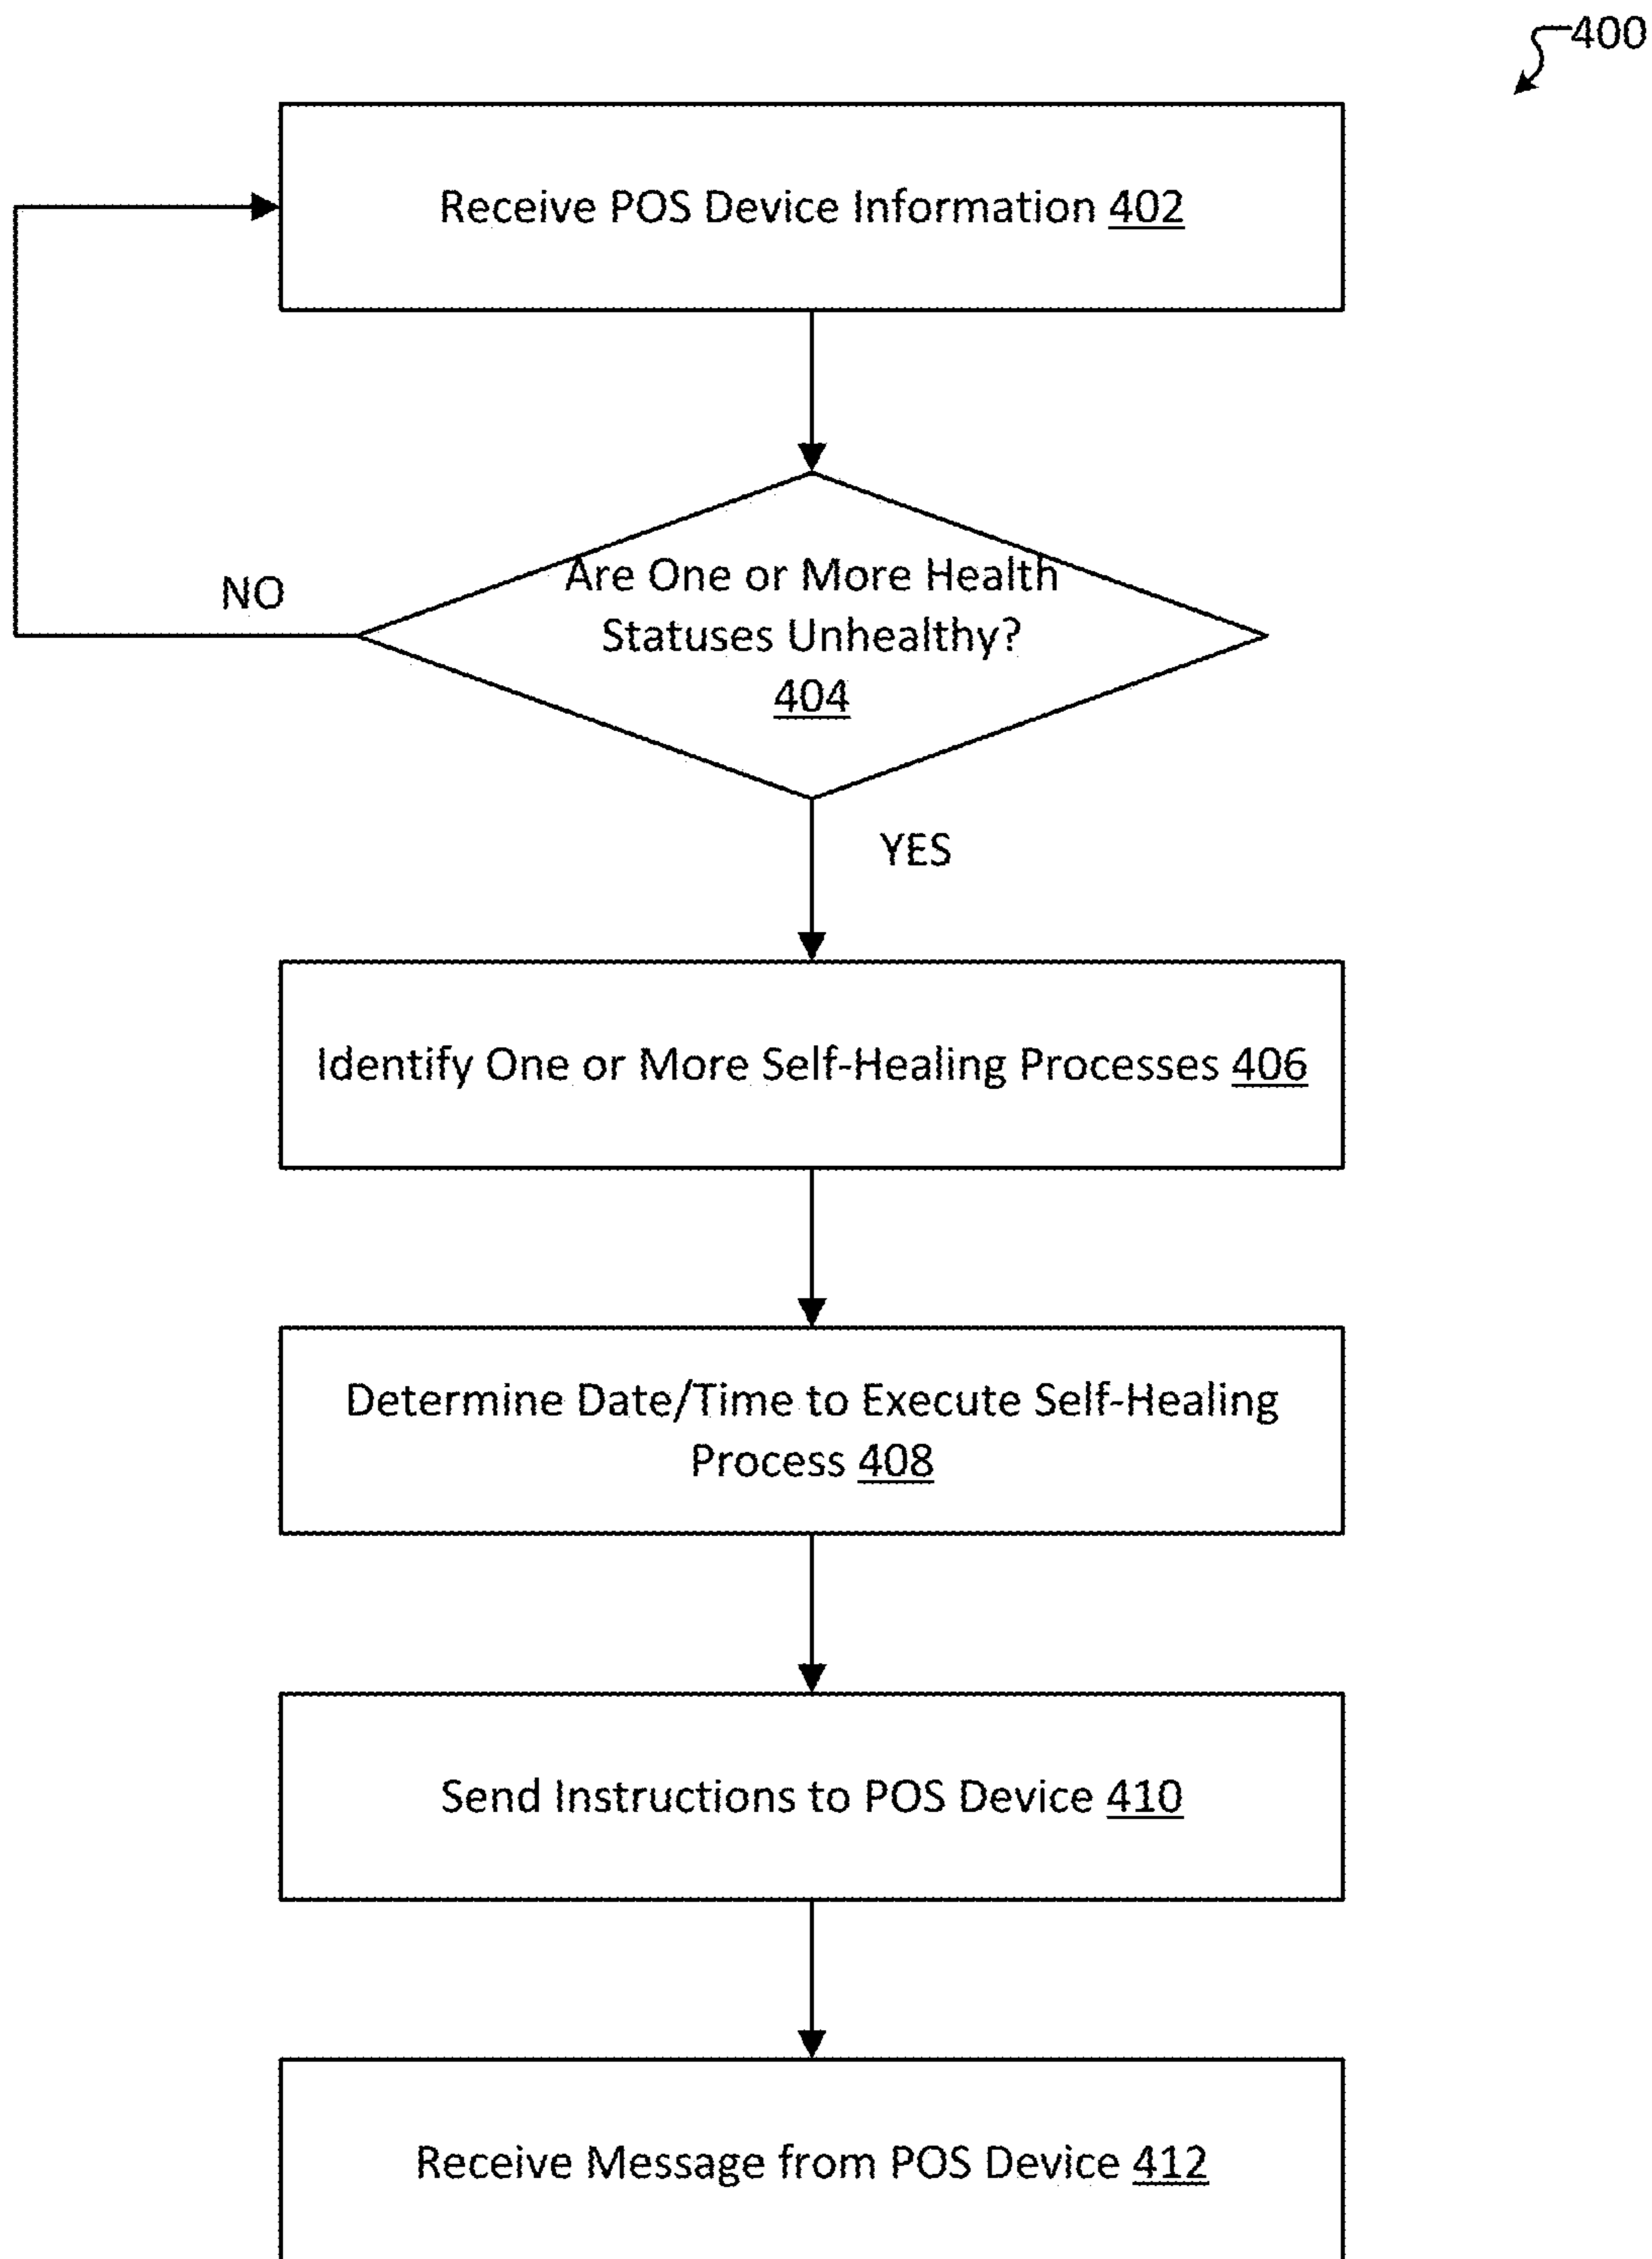 400
Receive POS Device Information 402
Are One or More Health
Statuses Unhealthy?
404
NO
YES
Identify One or More Self-Healing Processes 406
Determine Date/Time to Execute Self-Healing
Process 408
Send Instructions to POS Device 410
Receive Message from POS Device 412